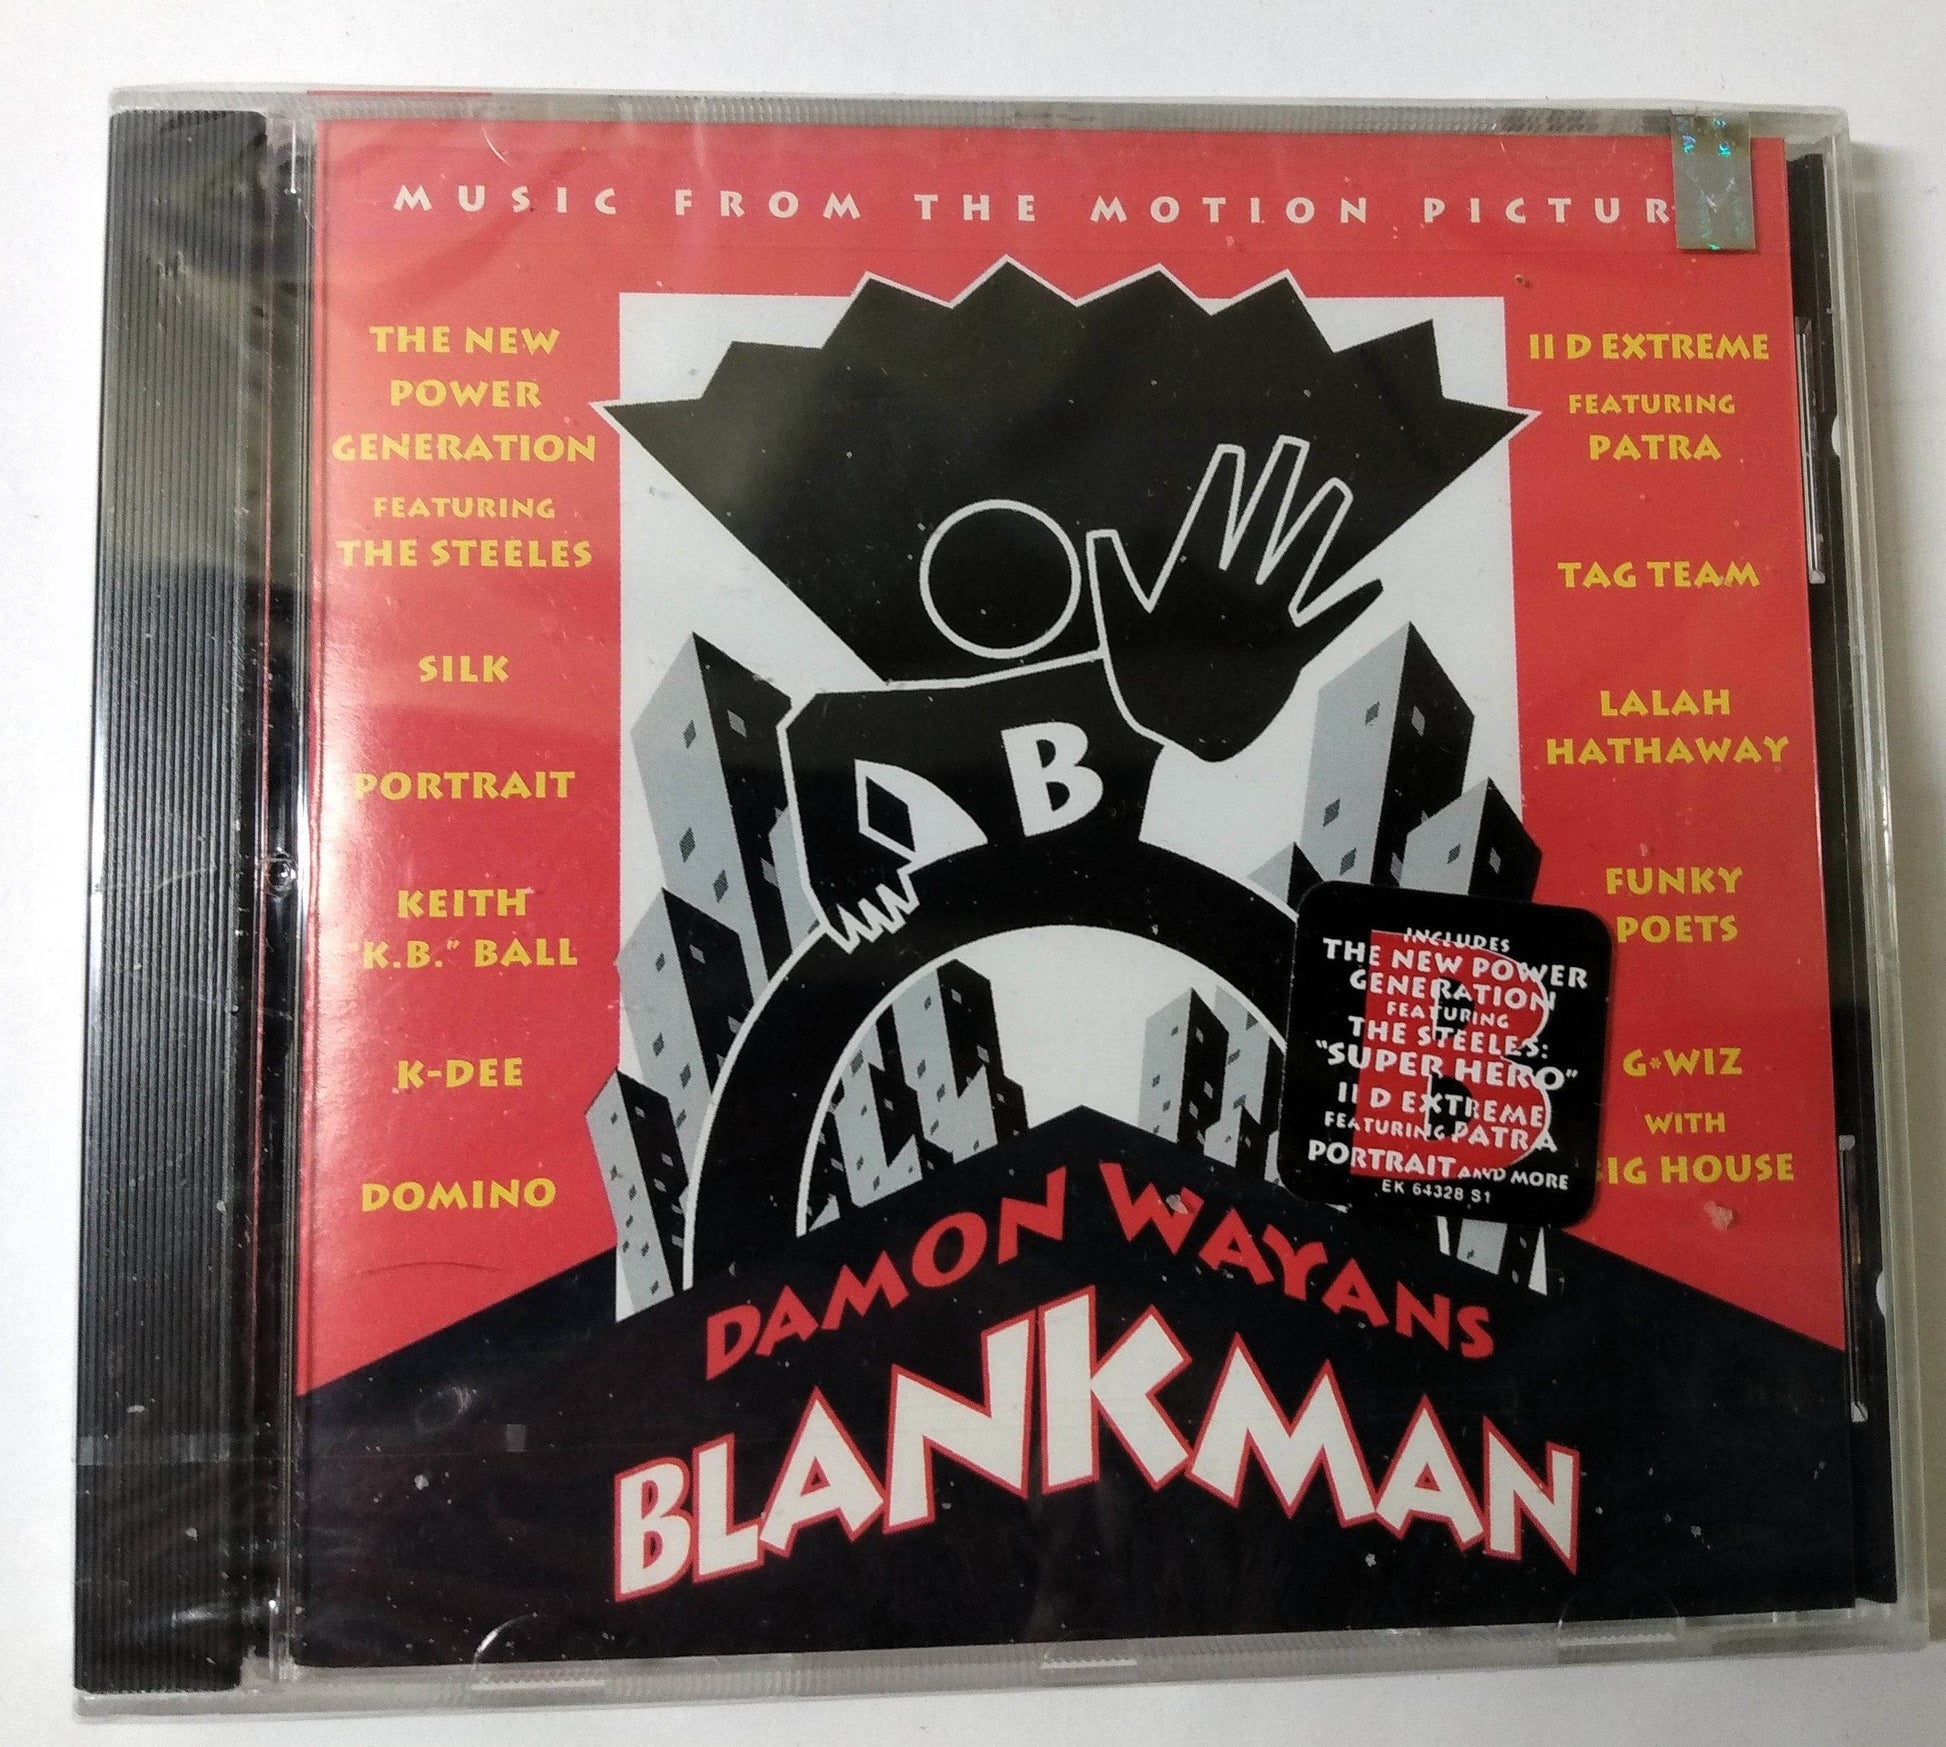 MUSIC FROM THE MOTION PICTUR
THE NEW
POWER
GENERATION
FEATURING
THE STEELES
SILK
PORTRAIT
KEITH
"K.B." BALL
K-DEE
DOMINO
II D EXTREME
FEATURING
PATRA
TAG TEAM
LALAH
HATHAWAY
FUNKY
POETS
G*WIZ
WITH
BIG HOUSE
B
INCLUDES
THE NEW POWER
GENERATION
FEATURING
THE STEELES:
"SUPER HERO"
II D EXTREME
FEATURING PATRA
PORTRAIT AND MORE
EK 64328 S1
B
DAMON WAYANS
BLANKMAN